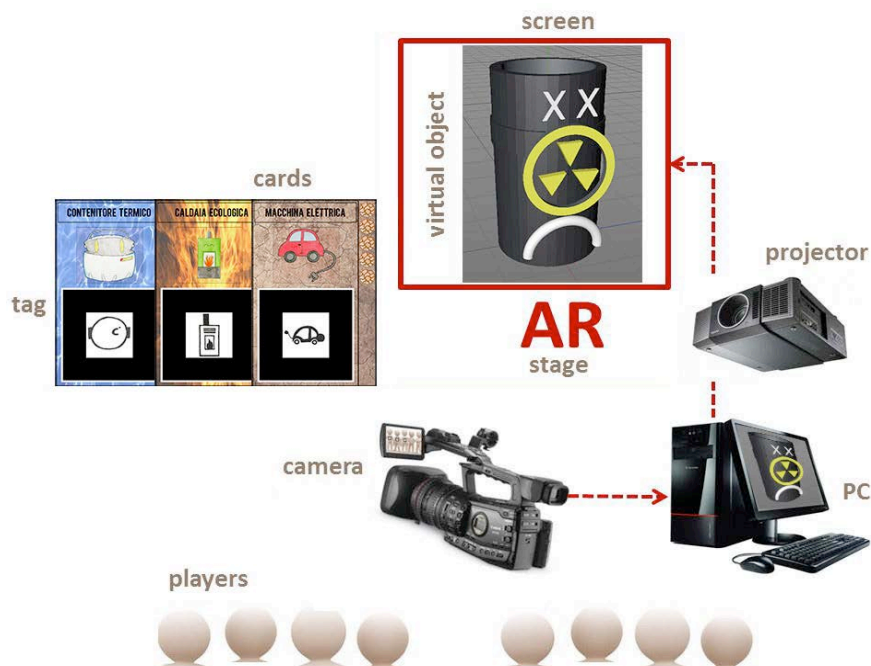 screen
virtual object
X X
cards
CONTENITORE TERMICO
CALDAIA ECOLOGICA
MACCHINA ELETTRICA
projector
tag
AR
stage
camera
X X
PC
players